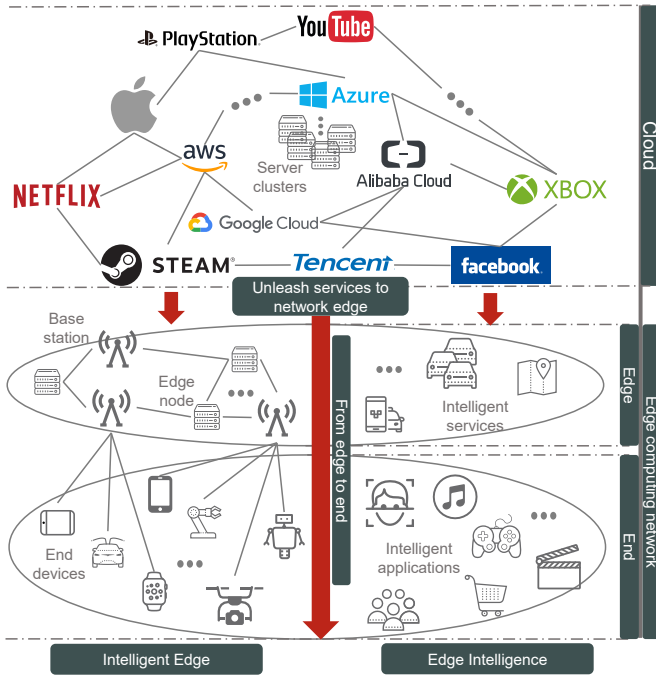 PlayStation.
YouTube
Azure
aws
Server
clusters
Alibaba Cloud
NETFLIX
XBOX
Google Cloud
STEAM®
Tencent
facebook.
Cloud
Unleash services to
network edge
Base
station
Edge
node
Intelligent
services
From edge to end
Edge
Edge computing network
End
devices
Intelligent
applications
End
Intelligent Edge
Edge Intelligence